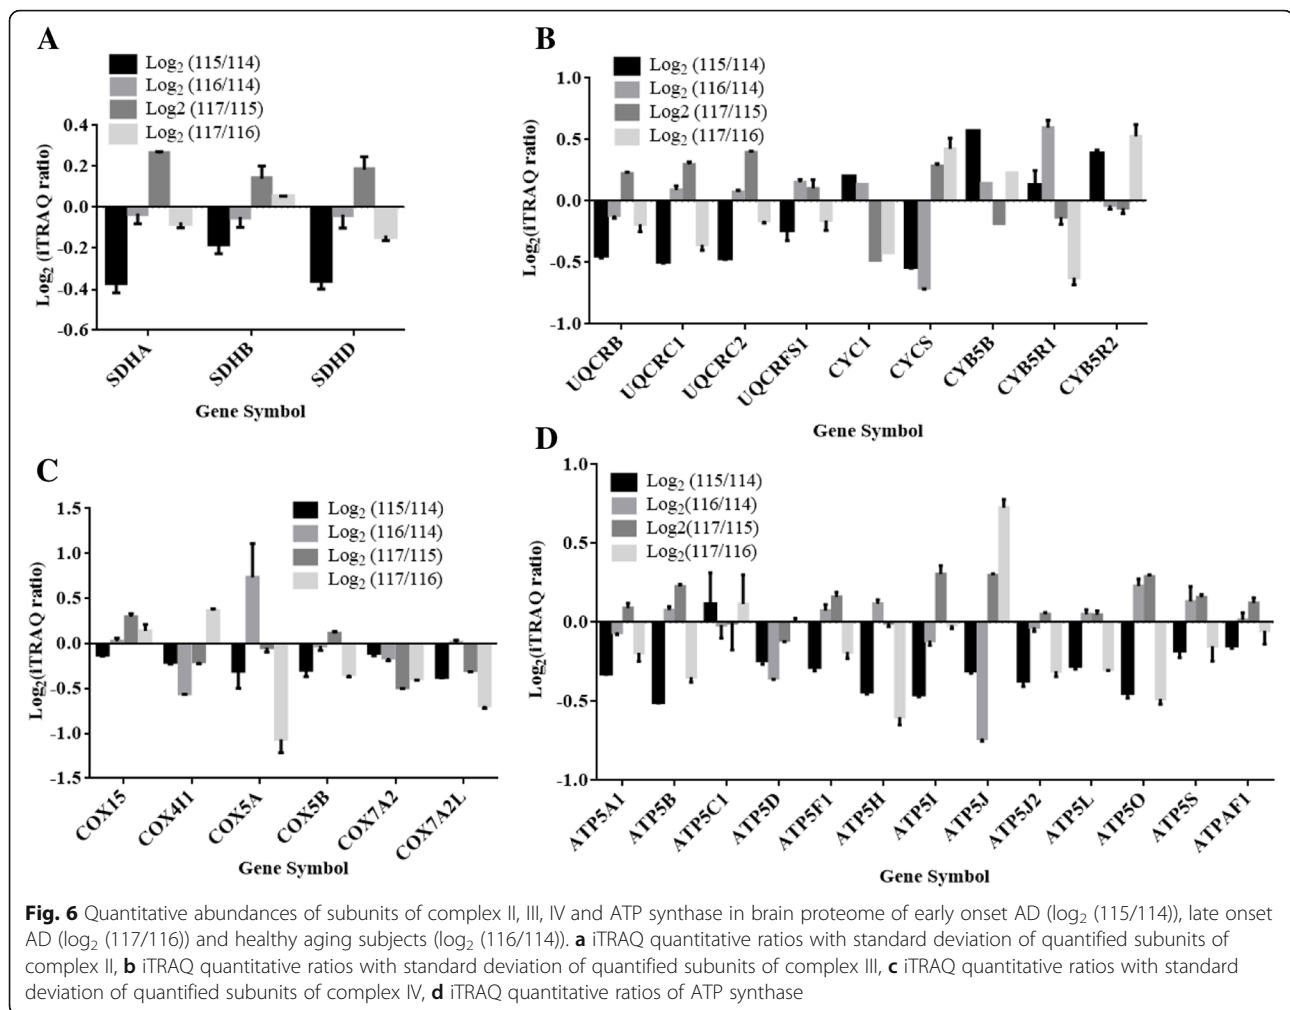 A
Log2 (115/114)
Log2 (116/114)
Log2 (117/115)
Log2 (117/116)
Log2 (iTRAQ ratio)
0.4
0.2
0.0
-0.2
-0.4
-0.6
SDHA
SDHB
SDHD
Gene Symbol
B
Log2 (115/114)
Log2 (116/114)
Log2 (117/115)
Log2 (117/116)
Log2(iTRAQ ratio)
1.0
0.5
0.0
-0.5
-1.0
UQCRB
UQCRC1
UQCRC2
UQCRFS1
CYC1
CYCS
CYB5B
CYB5R1
CYB5R2
Gene Symbol
C
Log2 (115/114)
Log2 (116/114)
Log2 (117/115)
Log2 (117/116)
Log2(iTRAQ ratio)
1.5
1.0
0.5
0.0
-0.5
-1.0
-1.5
COX15
COX4I1
COX5A
COX5B
COX7A2
COX7A2L
Gene Symbol
D
Log2 (115/114)
Log2(116/114)
Log2(117/115)
Log2(117/116)
Log2(iTRAQ ratio)
1.0
0.5
0.0
-0.5
-1.0
ATP5A1
ATP5B
ATP5C1
ATP5D
ATP5F1
ATP5H
ATP5I
ATP5J
ATP5J2
ATP5L
ATP5O
ATP5S
ATPAF1
Gene Symbol
Fig. 6 Quantitative abundances of subunits of complex II, III, IV and ATP synthase in brain proteome of early onset AD (log2 (115/114)), late onset
AD (log2 (117/116)) and healthy aging subjects (log2 (116/114)). a iTRAQ quantitative ratios with standard deviation of quantified subunits of
complex II, b iTRAQ quantitative ratios with standard deviation of quantified subunits of complex III, c iTRAQ quantitative ratios with standard
deviation of quantified subunits of complex IV, d iTRAQ quantitative ratios of ATP synthase